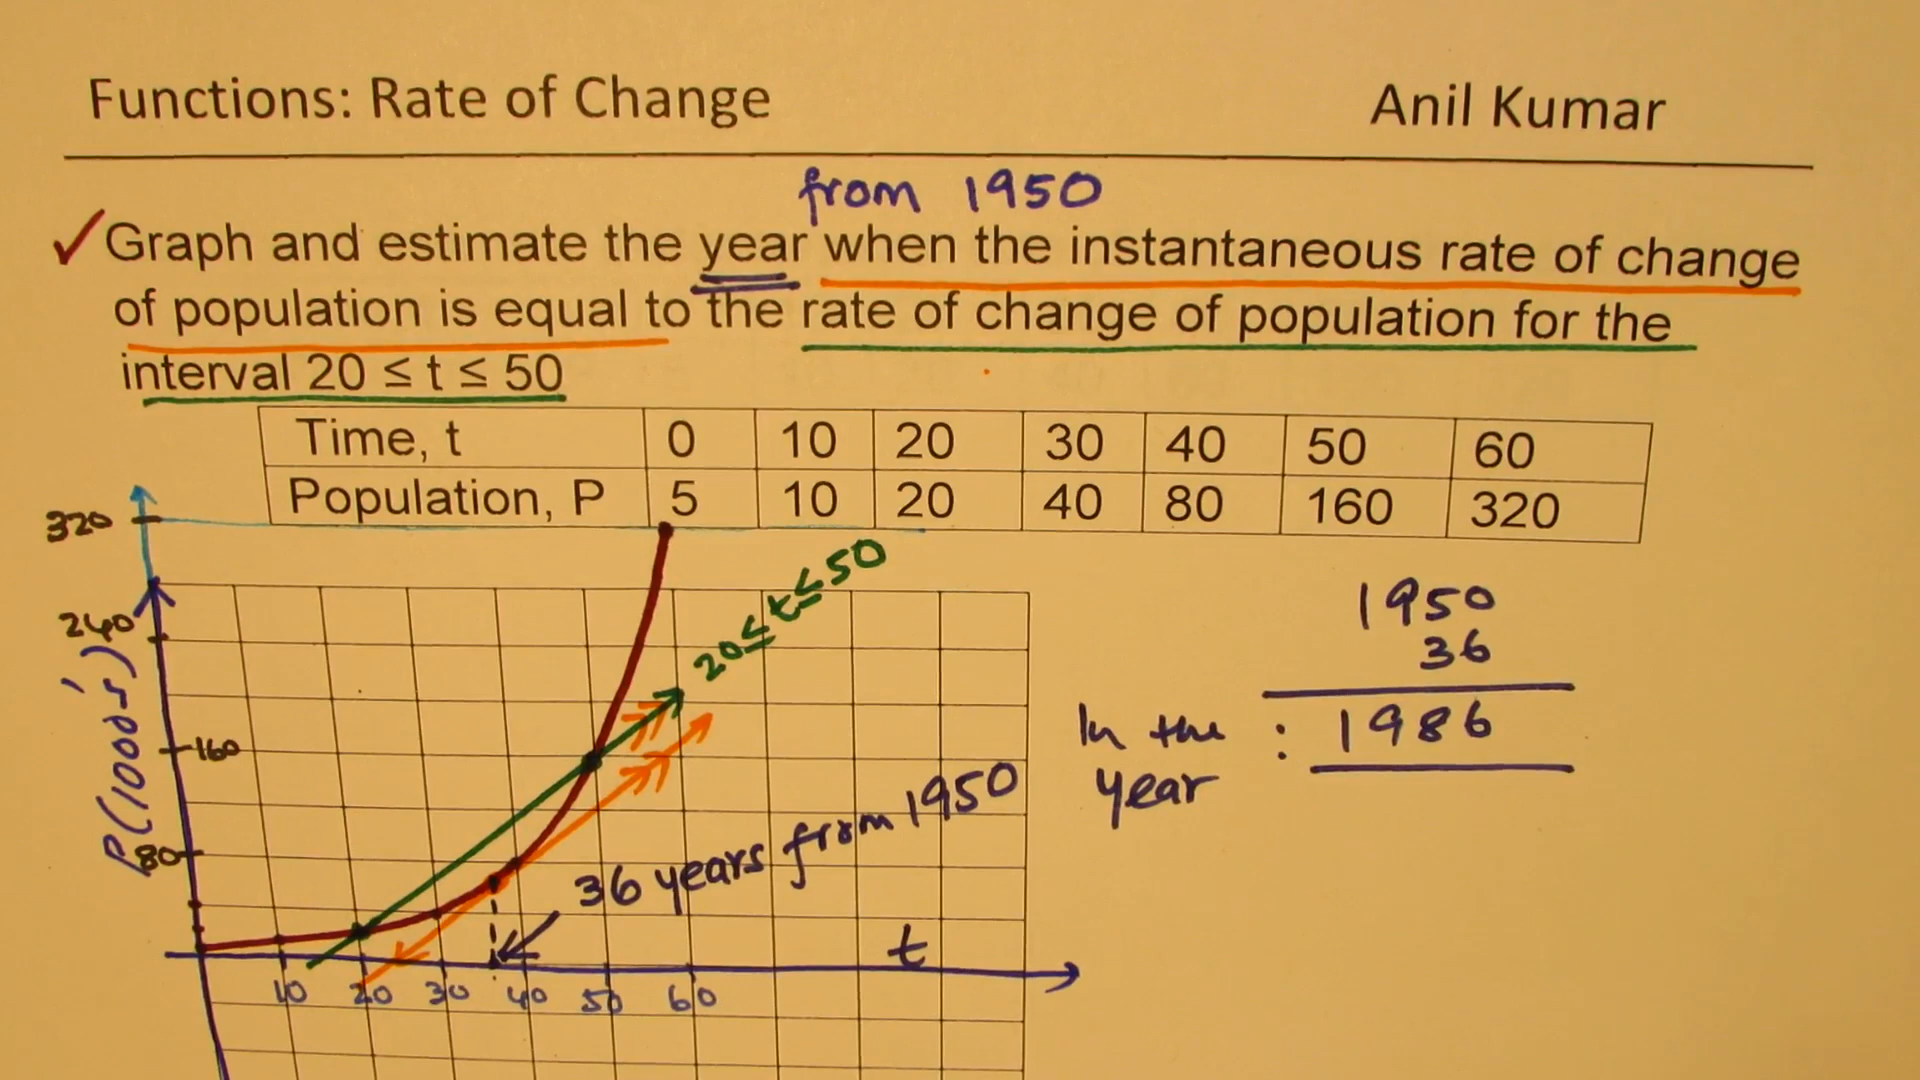 Functions: Rate of Change Anil Kumar
from 1950
✓Graph and estimate the year when the instantaneous rate of change
of population is equal to the rate of change of population for the
interval 20 ≤ t ≤ 50
Time, t 0 10 20 30 40 50 60
Population, P 5 10 20 40 80 160 320
320
240
160
80
P(1000's)
20≤t≤50
36 years from 1950
t
10 20 30 40 50 60
1950
36
In the year : 1986